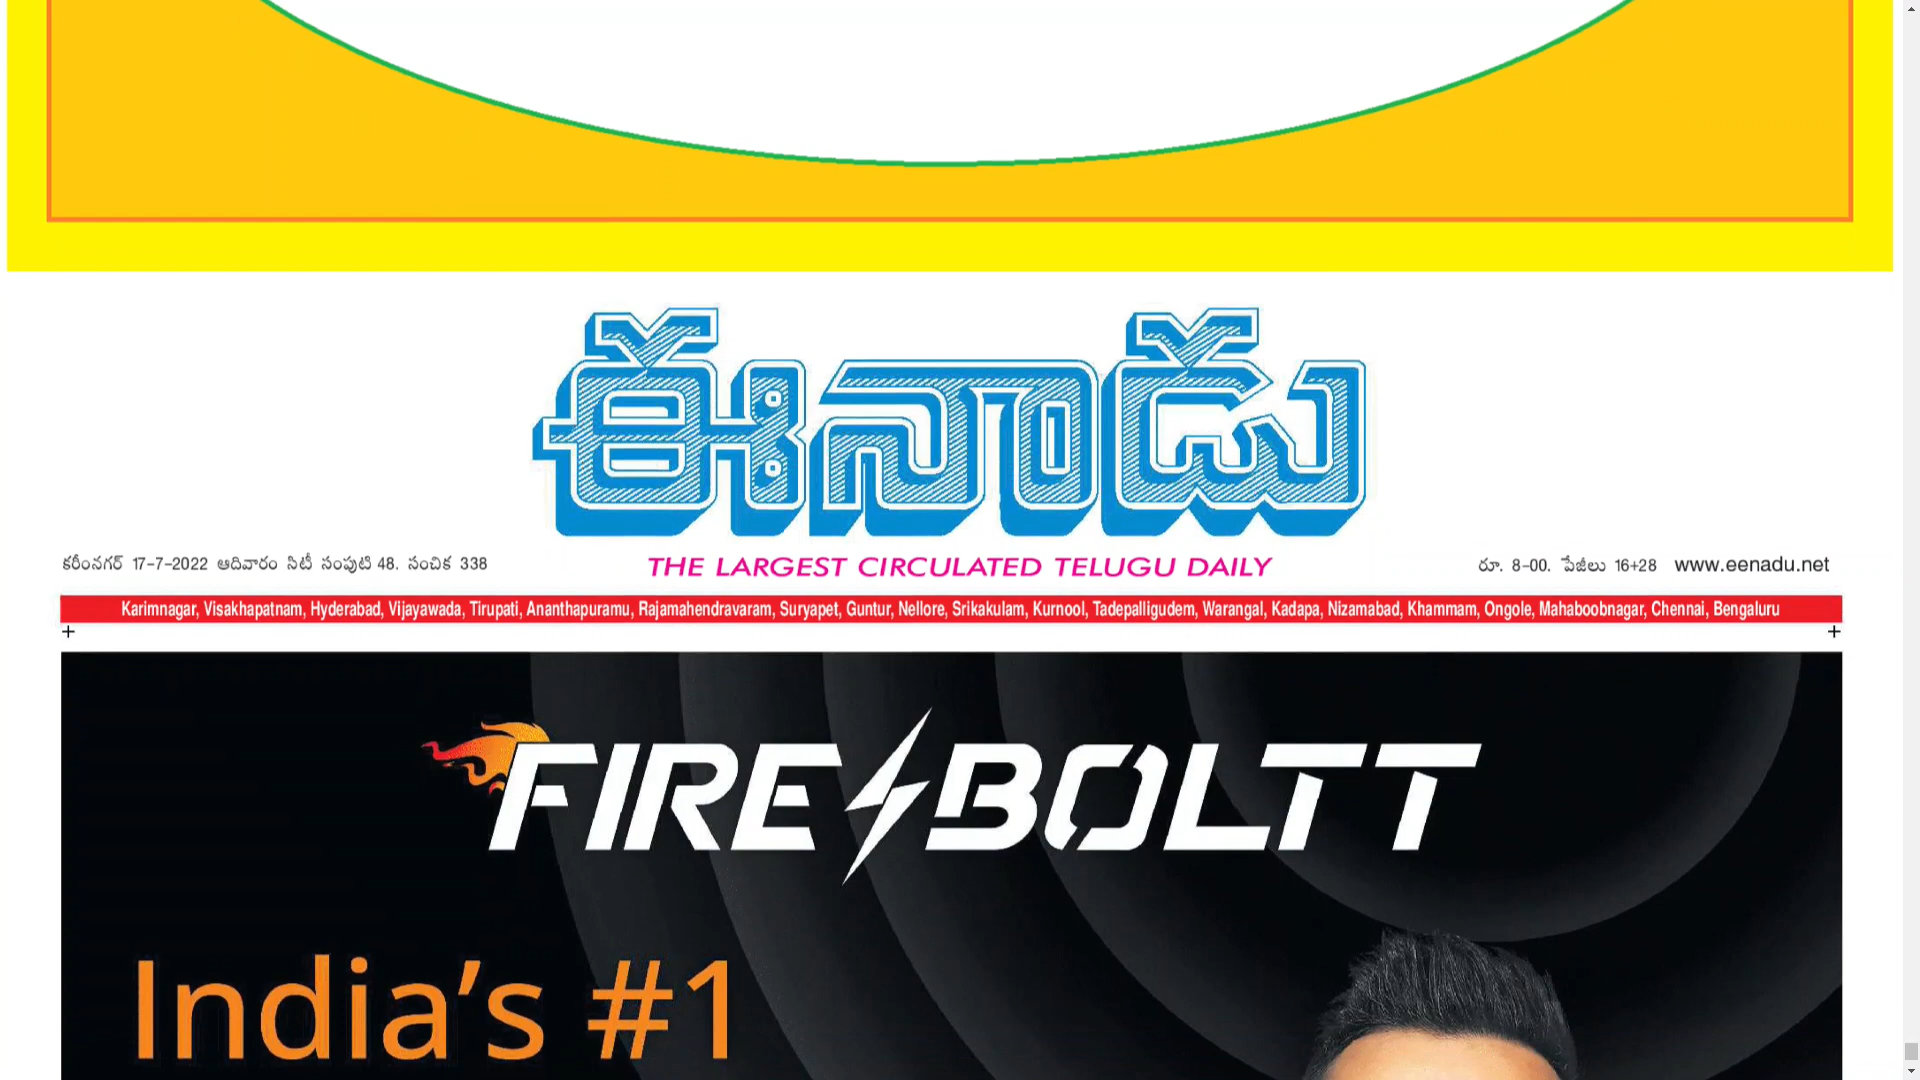 ఈనాడు
కరీంనగర్ 17-7-2022 ఆదివారం సిటీ సంపుటి 48. సంచిక 338
THE LARGEST CIRCULATED TELUGU DAILY
రూ. 8-00. పేజీలు 16+28 www.eenadu.net
Karimnagar, Visakhapatnam, Hyderabad, Vijayawada, Tirupati, Ananthapuramu, Rajamahendravaram, Suryapet, Guntur, Nellore, Srikakulam, Kurnool, Tadepalligudem, Warangal, Kadapa, Nizamabad, Khammam, Ongole, Mahaboobnagar, Chennai, Bengaluru
FIRE BOLTT
India's #1